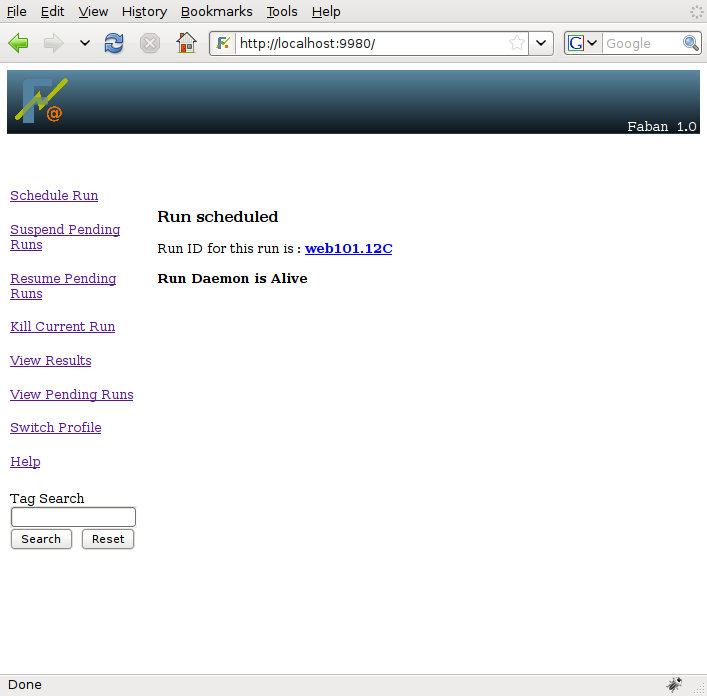 File Edit View History Bookmarks Tools Help
http://localhost:9980/
G Google
@
Faban 1.0
Schedule Run
Suspend Pending
Runs
Resume Pending
Runs
Kill Current Run
View Results
View Pending Runs
Switch Profile
Help
Tag Search
Search Reset
Run scheduled
Run ID for this run is : web101.12C
Run Daemon is Alive
Done